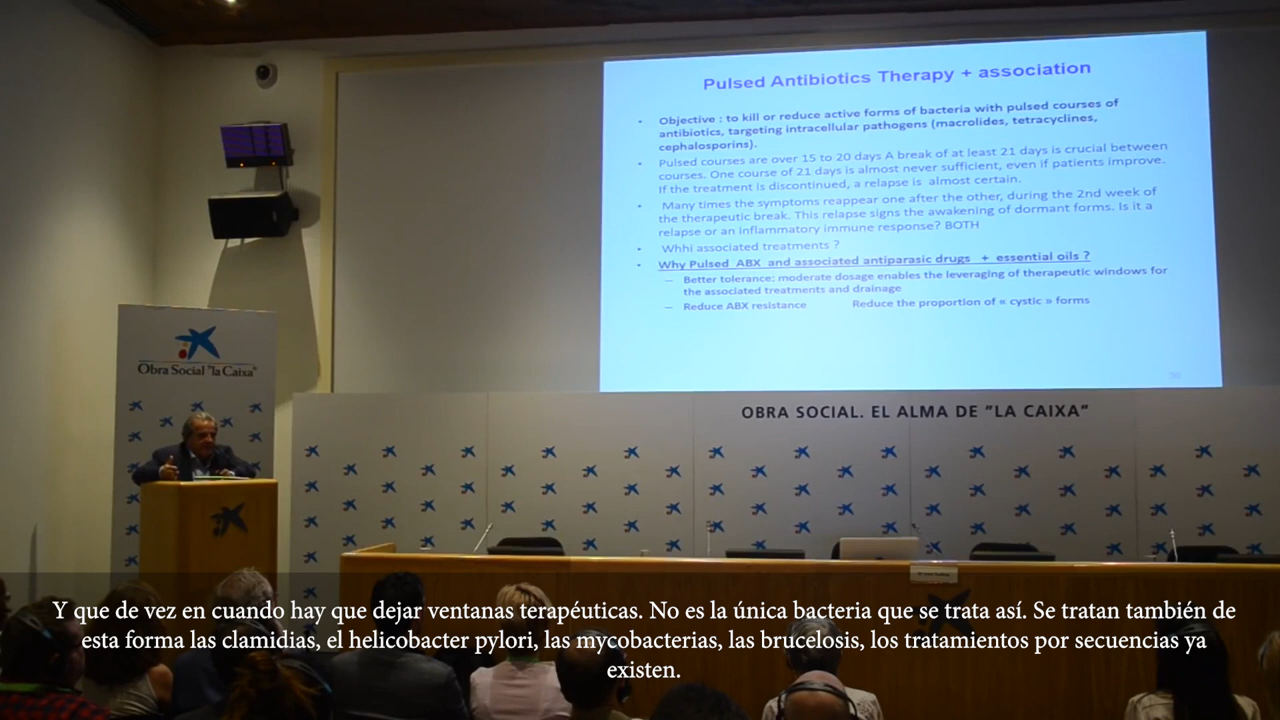 Pulsed Antibiotics Therapy + association
• Objective : to kill or reduce active forms of bacteria with pulsed courses of
antibiotics, targeting intracellular pathogens (macrolides, tetracyclines,
cephalosporins).
• Pulsed courses are over 15 to 20 days A break of at least 21 days is crucial between
courses. One course of 21 days is almost never sufficient, even if patients improve.
If the treatment is discontinued, a relapse is almost certain.
• Many times the symptoms reappear one after the other, during the 2nd week of
the therapeutic break. This relapse signs the awakening of dormant forms. Is it a
relapse or an inflammatory immune response? BOTH
• Whhi associated treatments ?
• Why Pulsed ABX and associated antiparasic drugs + essential oils ?
– Better tolerance: moderate dosage enables the leveraging of therapeutic windows for
the associated treatments and drainage
– Reduce ABX resistance Reduce the proportion of « cystic » forms
Obra Social "la Caixa"
OBRA SOCIAL. EL ALMA DE "LA CAIXA"
Y que de vez en cuando hay que dejar ventanas terapéuticas. No es la única bacteria que se trata así. Se tratan también de
esta forma las clamidias, el helicobacter pylori, las mycobacterias, las brucelosis, los tratamientos por secuencias ya
existen.